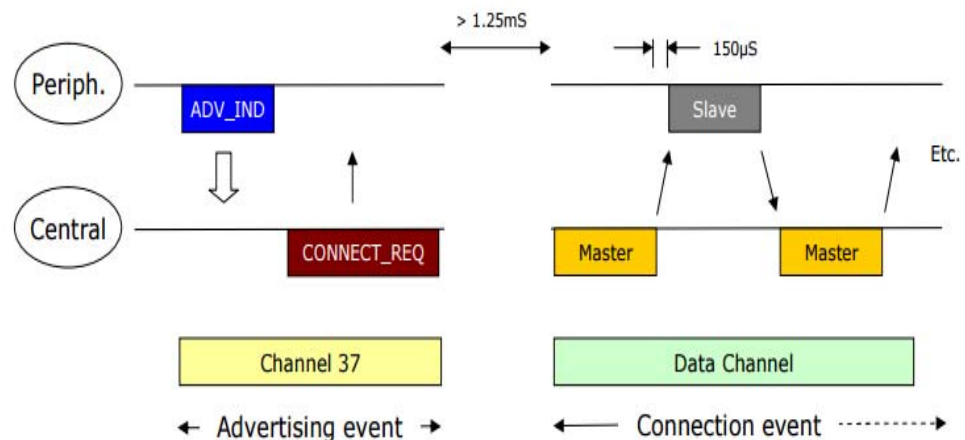 > 1.25mS
150µS
Periph.
ADV_IND
Slave
Etc.
Central
CONNECT_REQ
Master
Master
Channel 37
Data Channel
Advertising event
Connection event